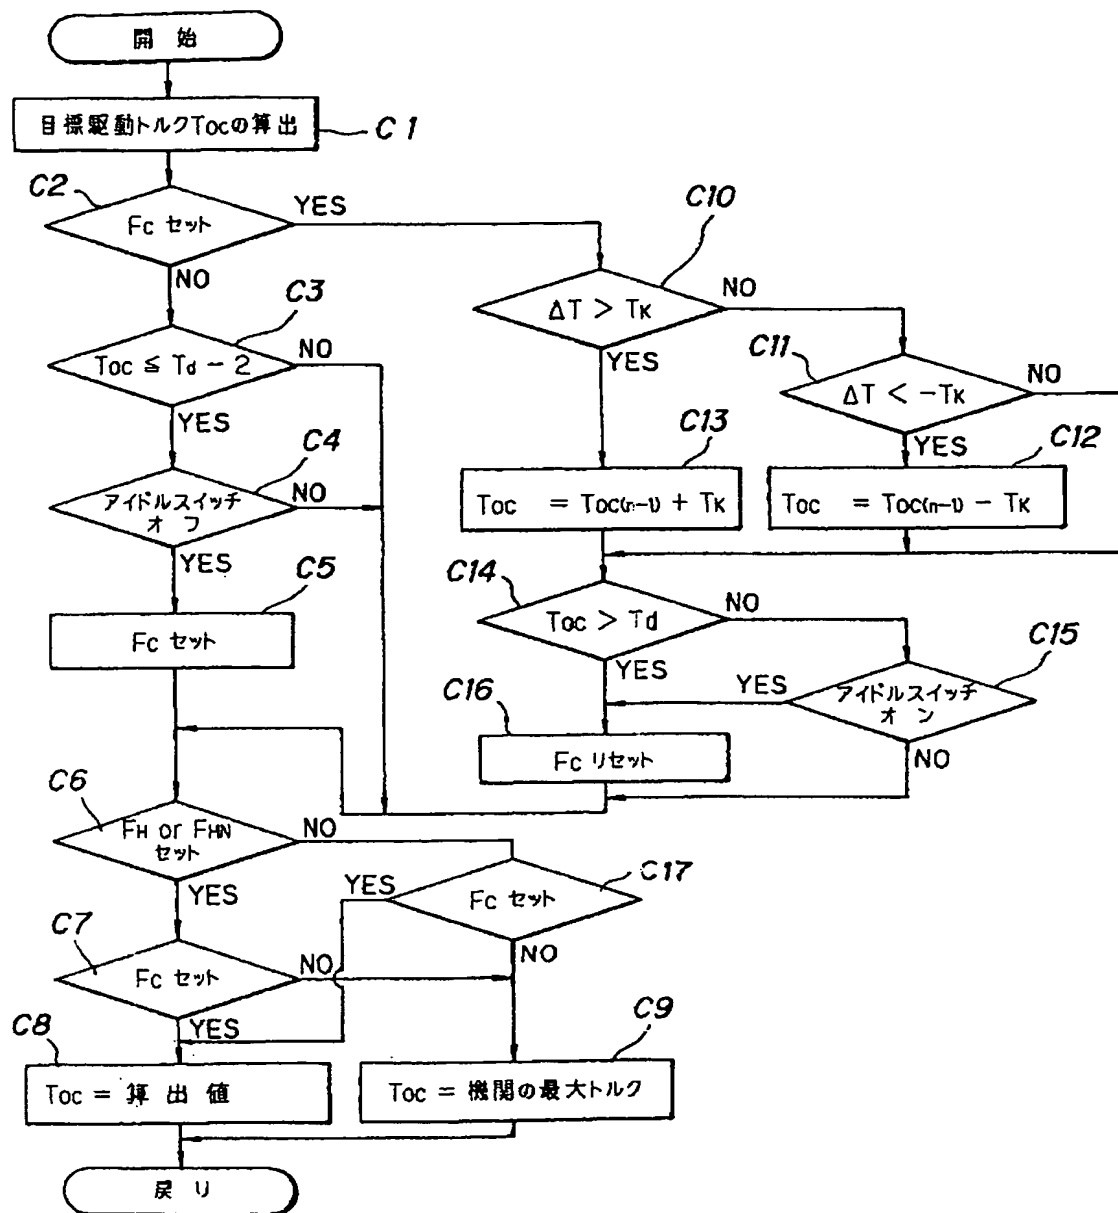 開始
目標駆動トルクTocの算出
C1
C2
Fc セット
YES
NO
C3
Toc ≦ Td − 2
NO
YES
C4
アイドルスイッチ
オフ
NO
YES
C5
Fc セット
C10
ΔT > TK
NO
YES
C11
ΔT < −TK
NO
YES
C13
Toc = Toc(n−1) + TK
C12
Toc = Toc(n−1) − TK
C14
Toc > Td
NO
YES
C15
アイドルスイッチ
オン
YES
NO
C16
Fc リセット
C6
FH or FHN
セット
NO
YES
C17
Fc セット
YES
NO
C7
Fc セット
NO
YES
C8
Toc = 算出値
C9
Toc = 機関の最大トルク
戻り